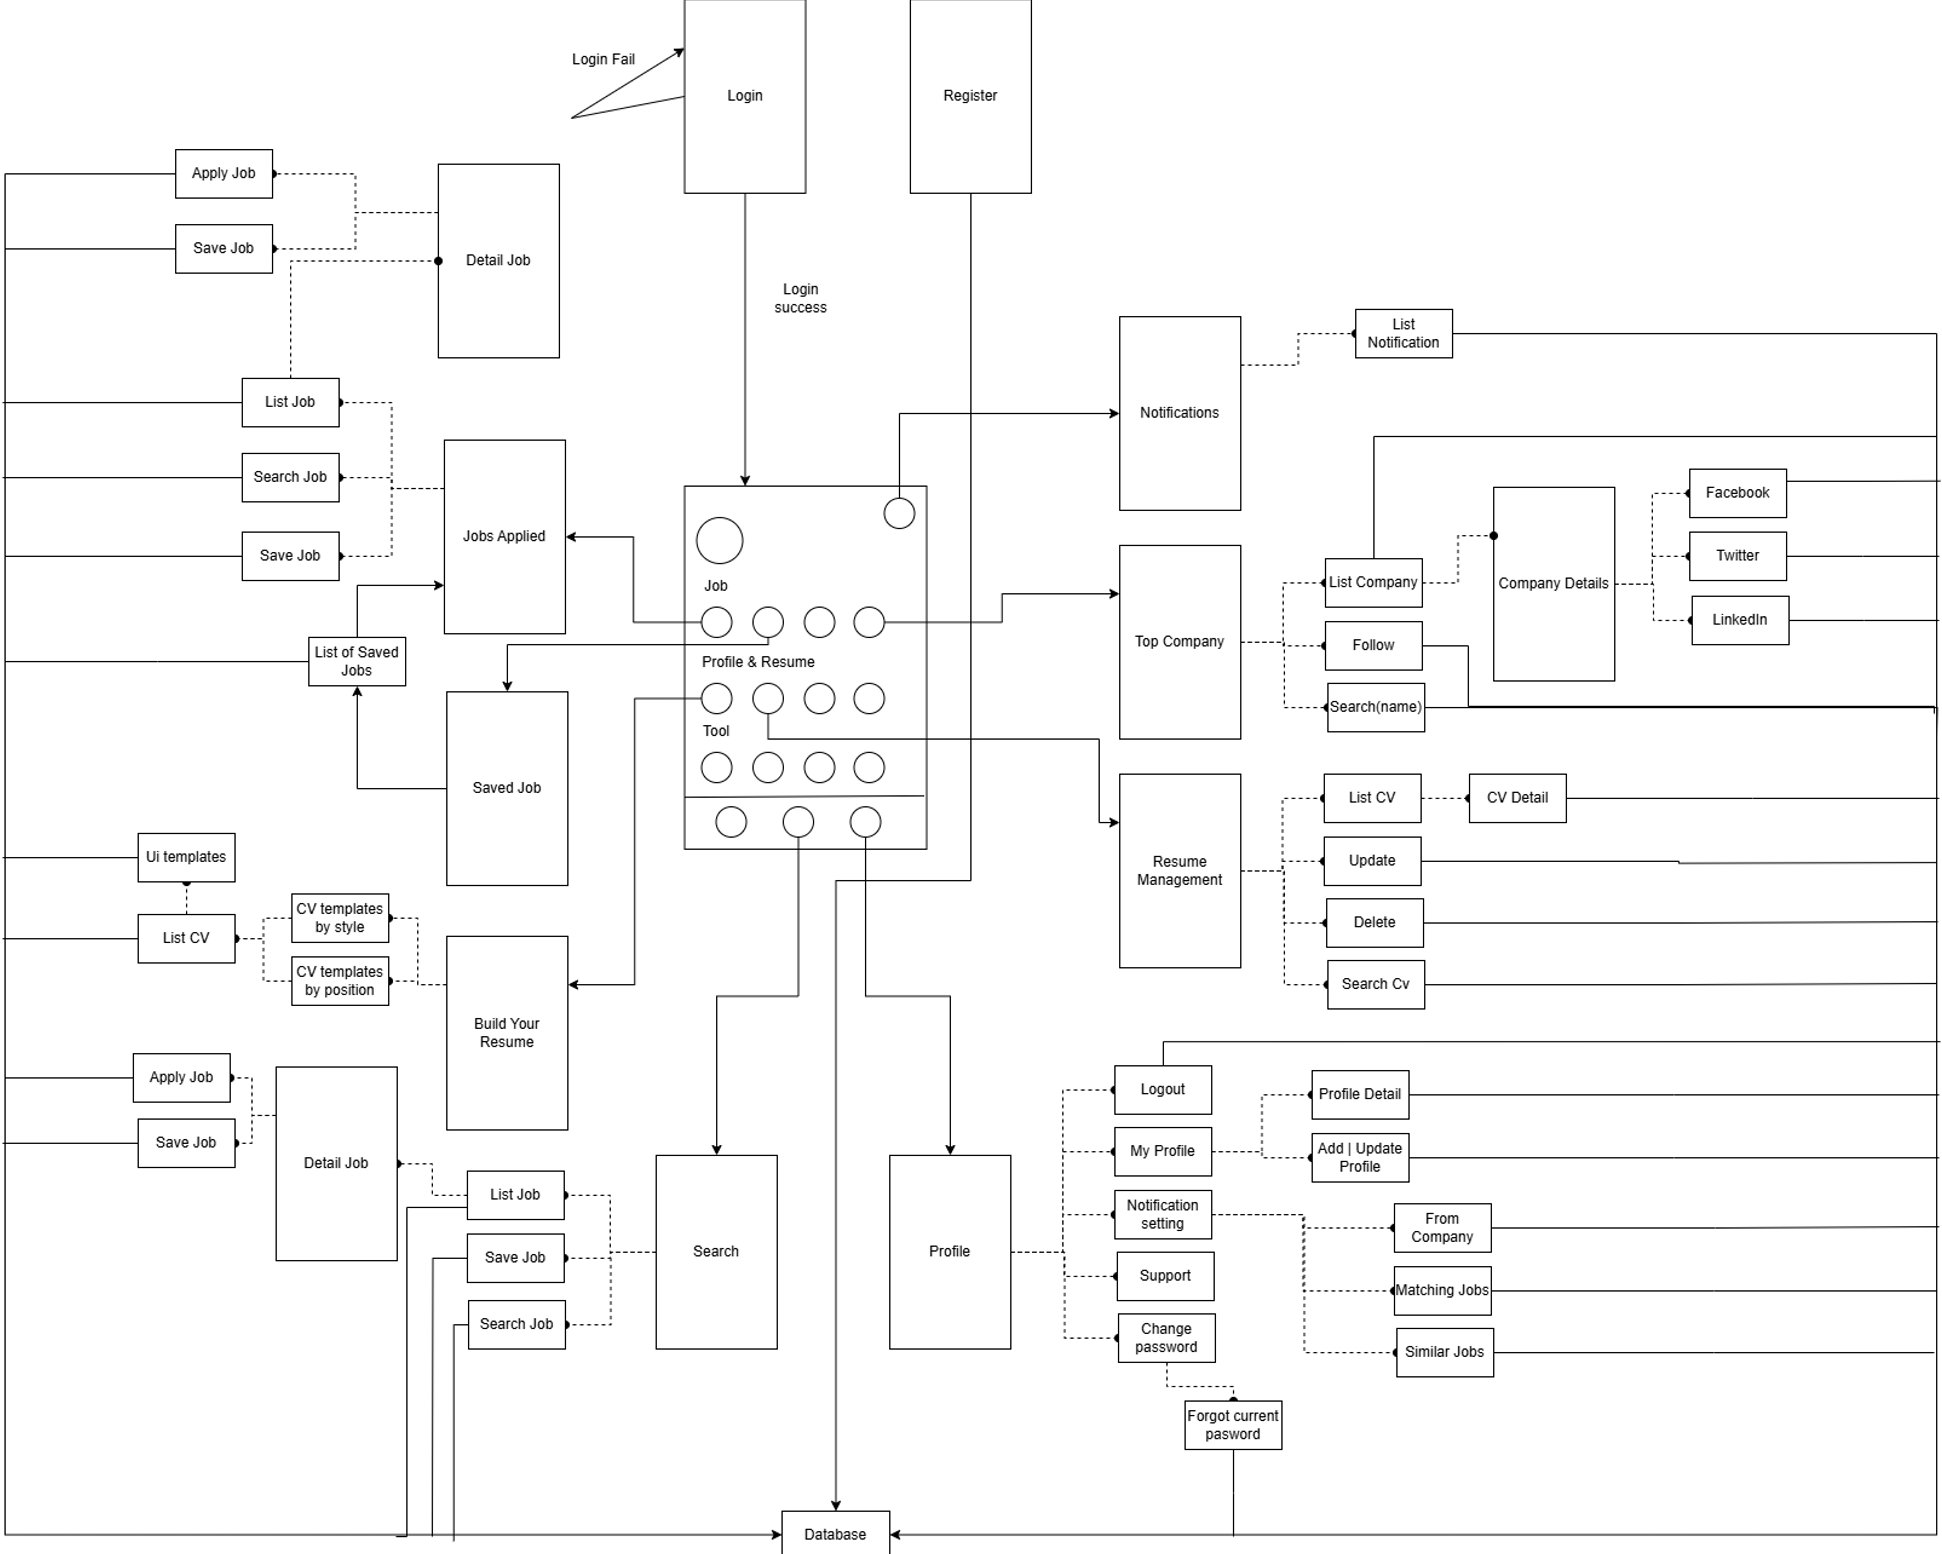 Login Fail
Login
Register
Apply Job
Save Job
Detail Job
Login
success
List
Notification
Notifications
List Job
Search Job
Save Job
Jobs Applied
Job
Facebook
Twitter
LinkedIn
Company Details
List Company
Follow
Search(name)
Top Company
List of Saved
Jobs
Profile & Resume
Tool
Saved Job
List CV
CV Detail
Update
Delete
Search Cv
Resume
Management
Ui templates
List CV
CV templates
by style
CV templates
by position
Build Your
Resume
Apply Job
Save Job
Detail Job
List Job
Save Job
Search Job
Search
Profile
Logout
My Profile
Notification
setting
Support
Change
password
Profile Detail
Add | Update
Profile
From
Company
Matching Jobs
Similar Jobs
Forgot current
pasword
Database